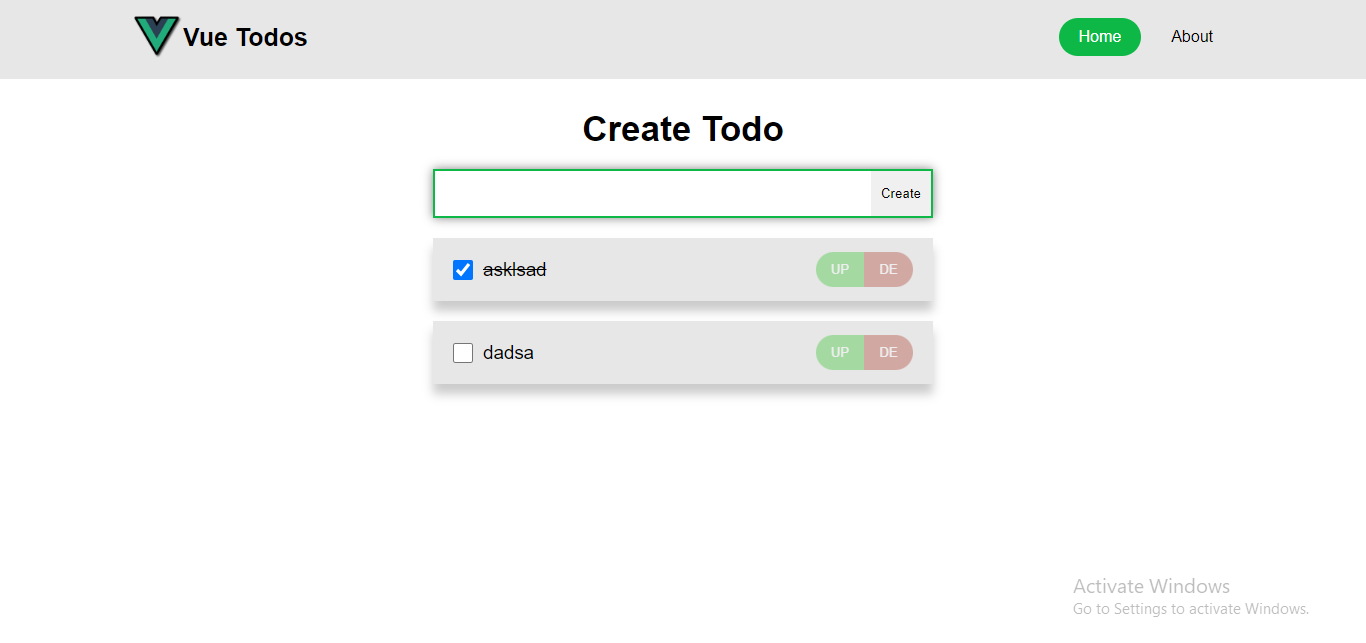 Vue Todos
Home
About
Create Todo
Create
asklsad
UP
DE
dadsa
UP
DE
Activate Windows
Go to Settings to activate Windows.